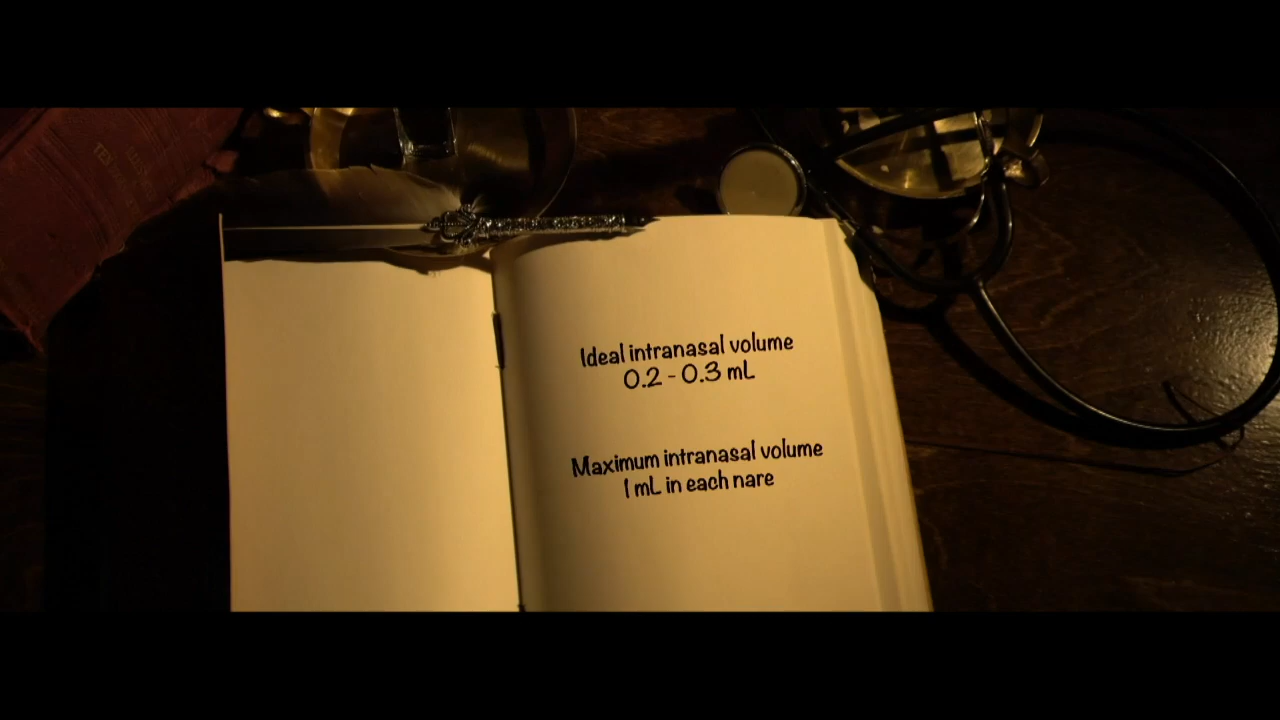 Ideal intranasal volume
0.2 - 0.3 mL
Maximum intranasal volume
1 mL in each nare